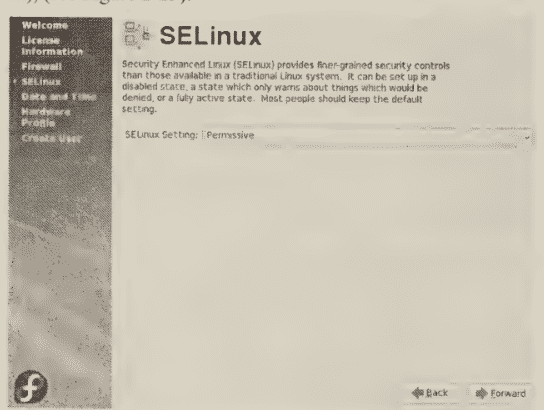 Welcome
License
Information
Firewall
SELinux
Date and Time
Hardware
Profile
Create User
SELinux
Security Enhanced Linux (SELinux) provides finer-grained security controls
than those available in a traditional Linux system. It can be set up in a
disabled state, a state which only warns about things which would be
denied, or a fully active state. Most people should keep the default
setting.
SELinux Setting: Permissive
Back
Forward